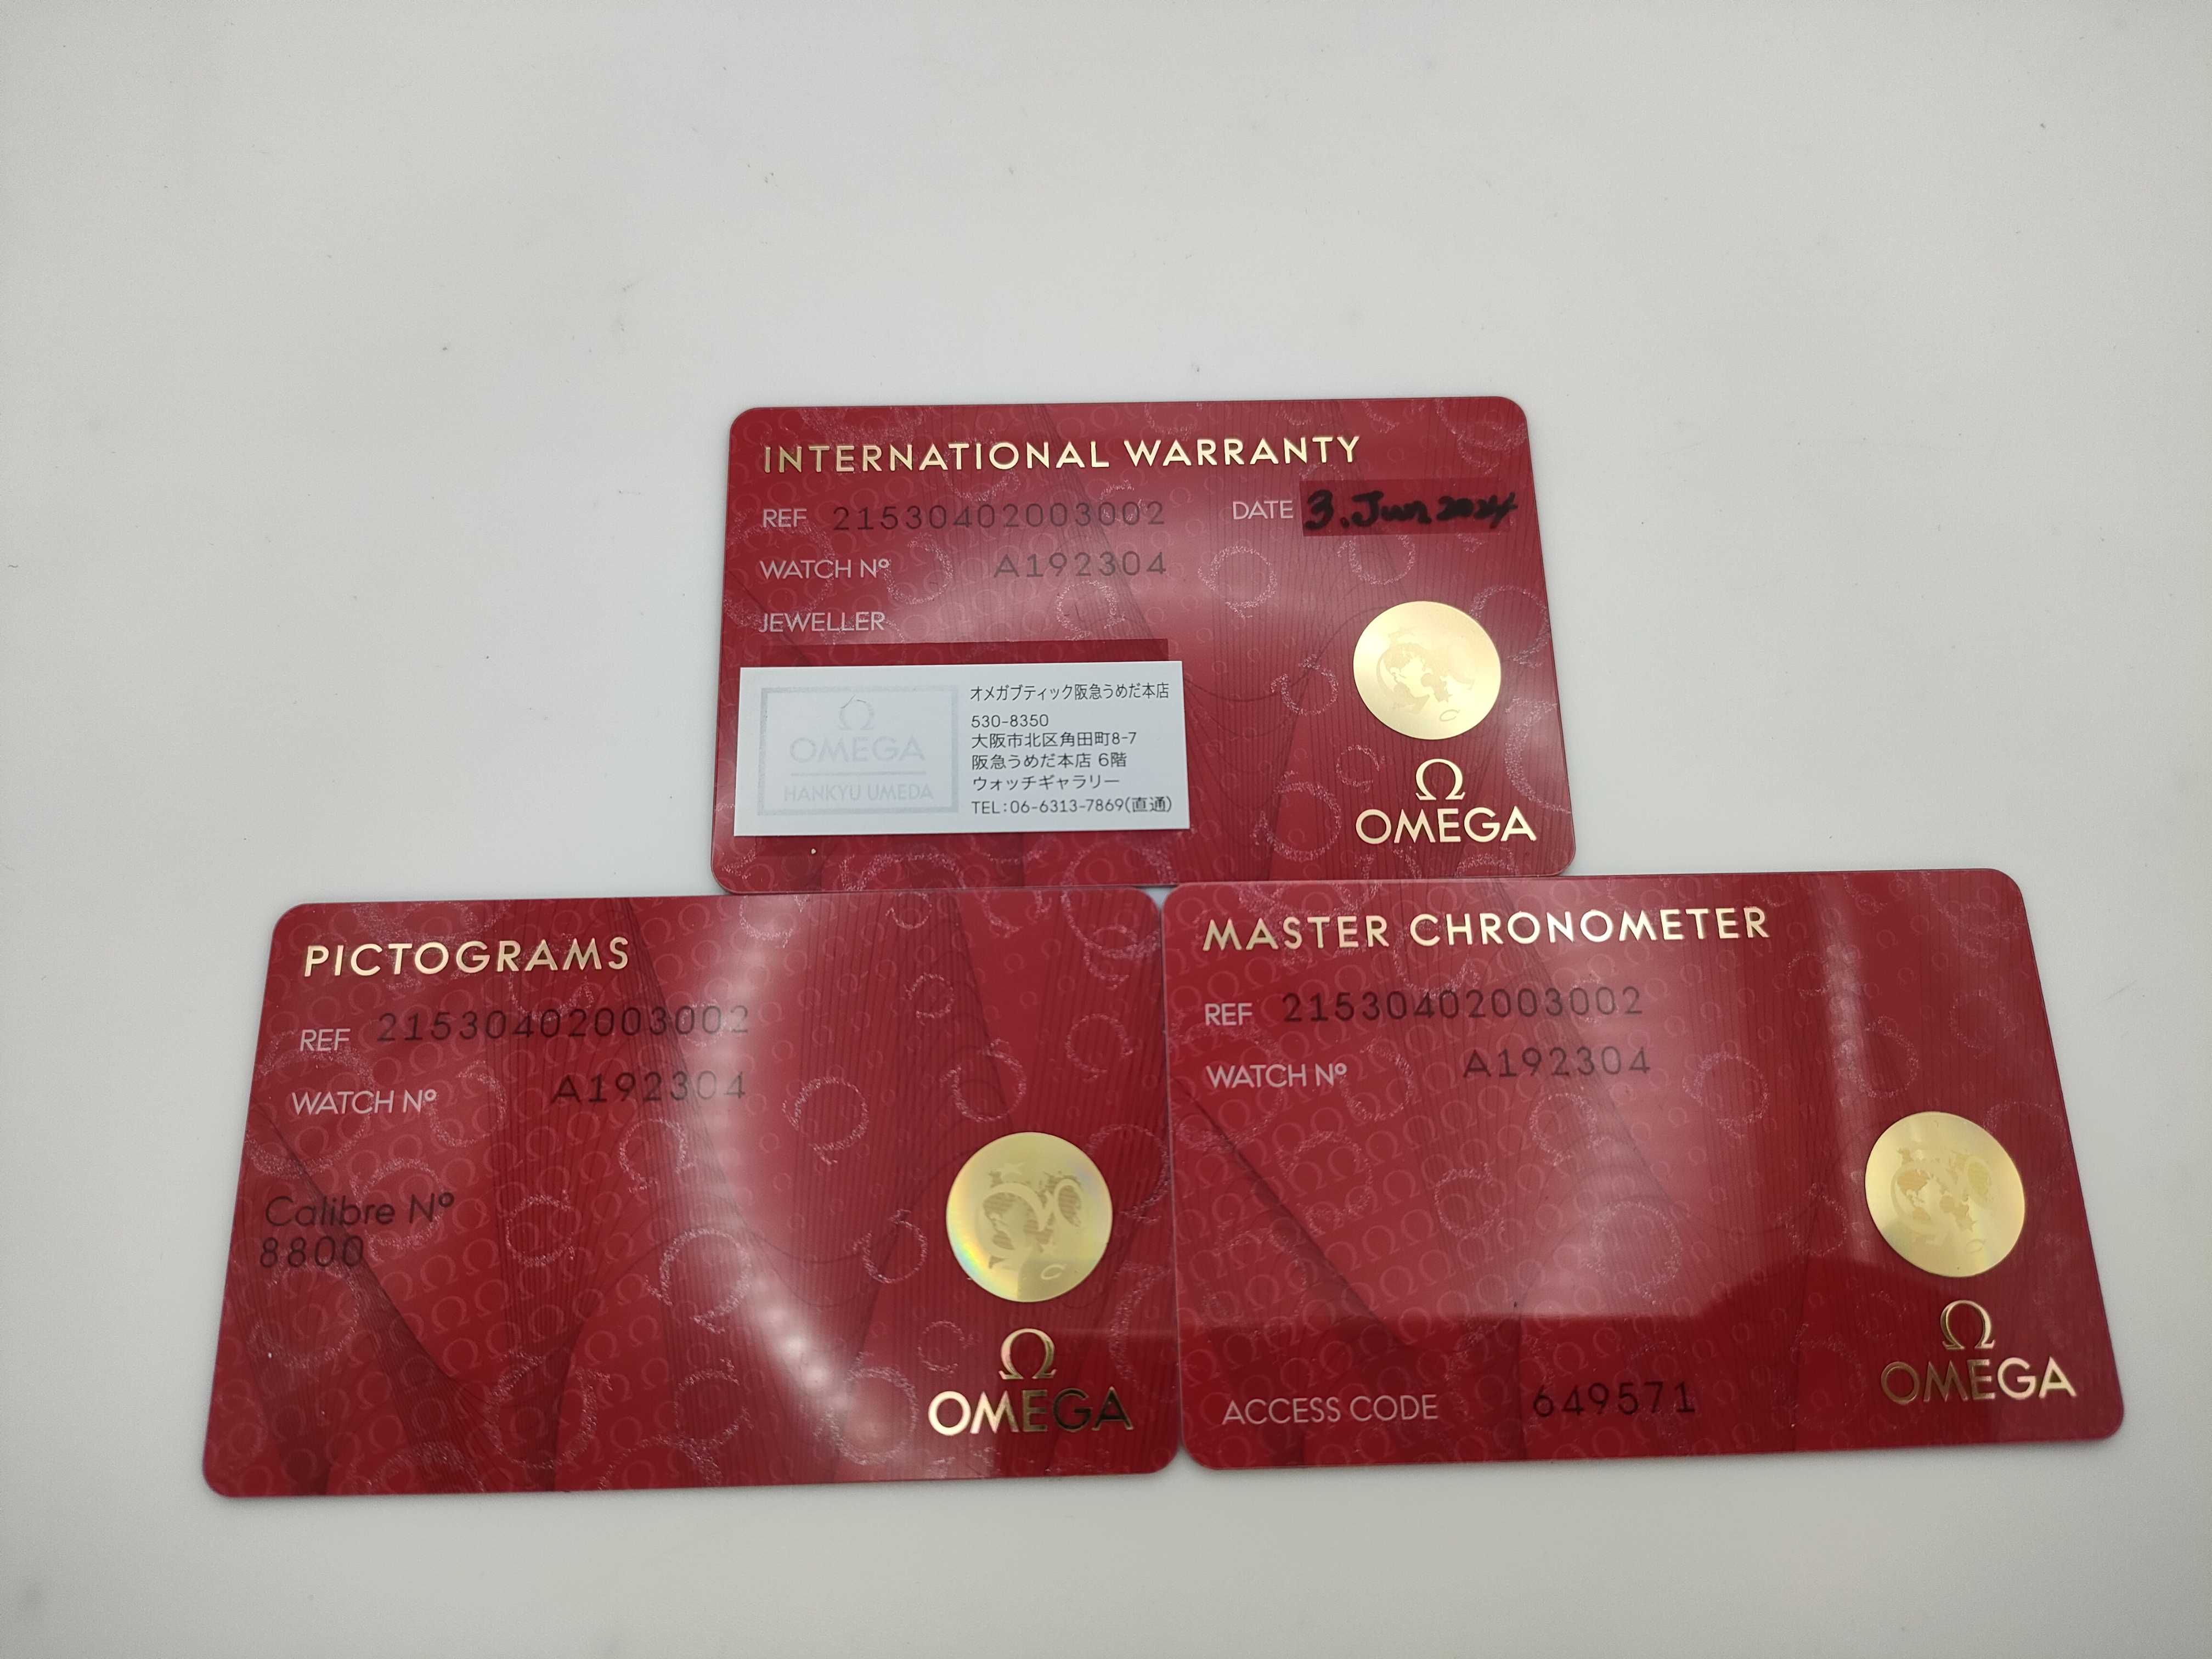 INTERNATIONAL WARRANTY
REF 21530402003002 DATE 3. Jun 2024
WATCH Nº A192304
JEWELLER
Ω
OMEGA
HANKYU UMEDA
オメガブティック阪急うめだ本店
530-8350
大阪市北区角田町8-7
阪急うめだ本店 6階
ウォッチギャラリー
TEL:06-6313-7869(直通)
Ω
OMEGA
PICTOGRAMS
REF 21530402003002
WATCH Nº A192304
Calibre Nº
8800
Ω
OMEGA
MASTER CHRONOMETER
REF 21530402003002
WATCH Nº A192304
ACCESS CODE 649571
Ω
OMEGA